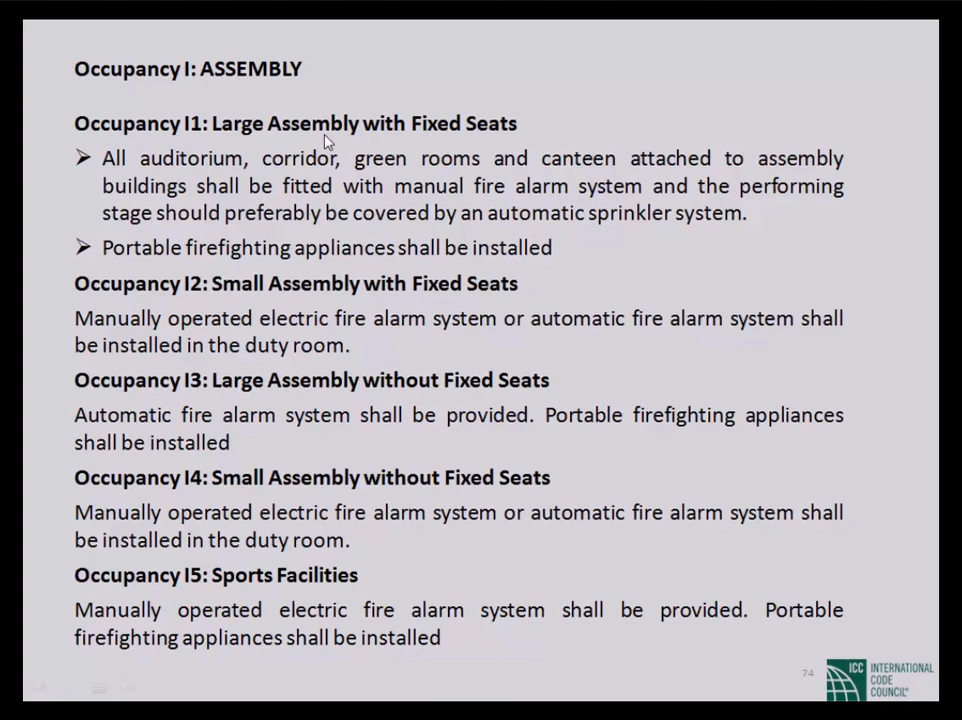 Occupancy I: ASSEMBLY
Occupancy I1: Large Assembly with Fixed Seats
➢ All auditorium, corridor, green rooms and canteen attached to assembly
buildings shall be fitted with manual fire alarm system and the performing
stage should preferably be covered by an automatic sprinkler system.
➢ Portable firefighting appliances shall be installed
Occupancy I2: Small Assembly with Fixed Seats
Manually operated electric fire alarm system or automatic fire alarm system shall
be installed in the duty room.
Occupancy I3: Large Assembly without Fixed Seats
Automatic fire alarm system shall be provided. Portable firefighting appliances
shall be installed
Occupancy I4: Small Assembly without Fixed Seats
Manually operated electric fire alarm system or automatic fire alarm system shall
be installed in the duty room.
Occupancy I5: Sports Facilities
Manually operated electric fire alarm system shall be provided. Portable
firefighting appliances shall be installed
74
ICC INTERNATIONAL
CODE
COUNCIL®